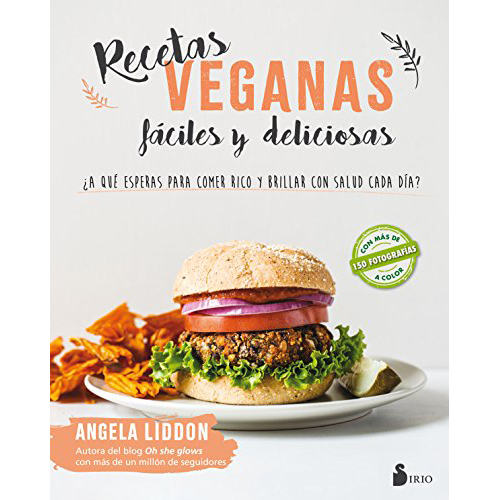 Recetas
VEGANAS
fáciles y deliciosas
¿A QUÉ ESPERAS PARA COMER RICO Y BRILLAR CON SALUD CADA DÍA?
CON MÁS DE
150 FOTOGRAFÍAS
A COLOR
ANGELA LIDDON
Autora del blog Oh she glows
con más de un millón de seguidores
SIRIO